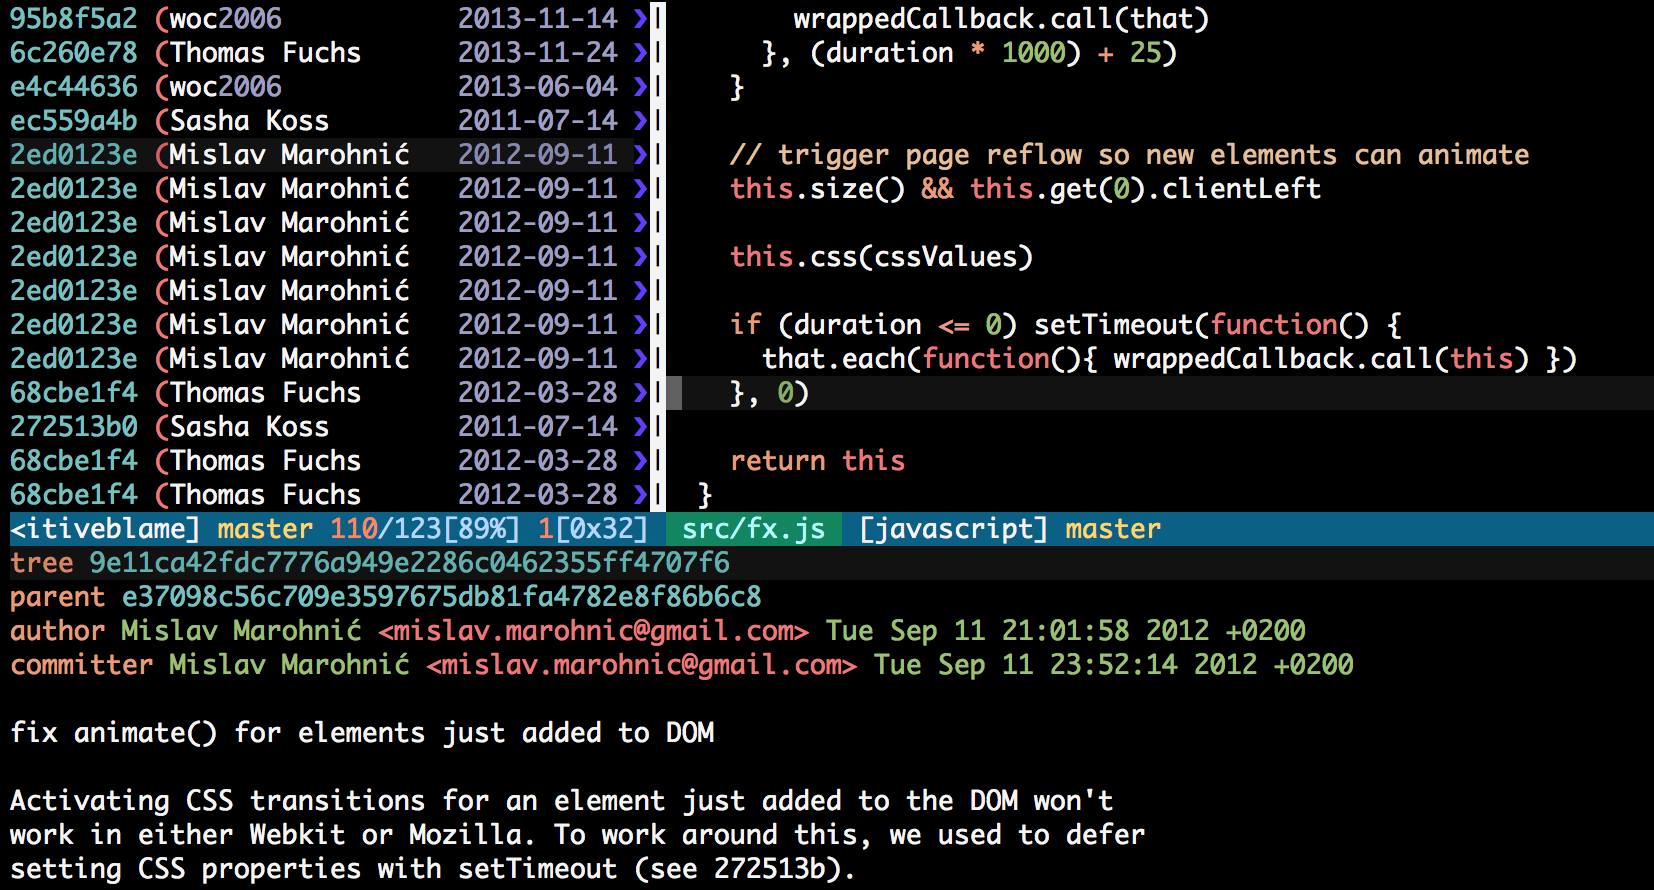 95b8f5a2 (woc2006           2013-11-14 ❯|        wrappedCallback.call(that)
6c260e78 (Thomas Fuchs      2013-11-24 ❯|      }, (duration * 1000) + 25)
e4c44636 (woc2006           2013-06-04 ❯|    }
ec559a4b (Sasha Koss        2011-07-14 ❯|
2ed0123e (Mislav Marohnić   2012-09-11 ❯|    // trigger page reflow so new elements can animate
2ed0123e (Mislav Marohnić   2012-09-11 ❯|    this.size() && this.get(0).clientLeft
2ed0123e (Mislav Marohnić   2012-09-11 ❯|
2ed0123e (Mislav Marohnić   2012-09-11 ❯|    this.css(cssValues)
2ed0123e (Mislav Marohnić   2012-09-11 ❯|
2ed0123e (Mislav Marohnić   2012-09-11 ❯|    if (duration <= 0) setTimeout(function() {
2ed0123e (Mislav Marohnić   2012-09-11 ❯|      that.each(function(){ wrappedCallback.call(this) })
68cbe1f4 (Thomas Fuchs      2012-03-28 ❯|    }, 0)
272513b0 (Sasha Koss        2011-07-14 ❯|
68cbe1f4 (Thomas Fuchs      2012-03-28 ❯|    return this
68cbe1f4 (Thomas Fuchs      2012-03-28 ❯|  }
<itiveblame] master 110/123[89%] 1[0x32]  src/fx.js  [javascript] master
tree 9e11ca42fdc7776a949e2286c0462355ff4707f6
parent e37098c56c709e3597675db81fa4782e8f86b6c8
author Mislav Marohnić <mislav.marohnic@gmail.com> Tue Sep 11 21:01:58 2012 +0200
committer Mislav Marohnić <mislav.marohnic@gmail.com> Tue Sep 11 23:52:14 2012 +0200
fix animate() for elements just added to DOM
Activating CSS transitions for an element just added to the DOM won't
work in either Webkit or Mozilla. To work around this, we used to defer
setting CSS properties with setTimeout (see 272513b).